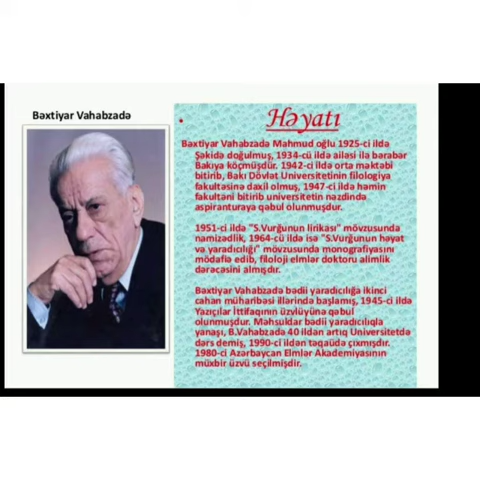 Bəxtiyar Vahabzadə
• Həyatı
Bəxtiyar Vahabzadə Mahmud oğlu 1925-ci ildə
Şəkidə doğulmuş, 1934-cü ildə ailəsi ilə bərabər
Bakıya köçmüşdür. 1942-ci ildə orta məktəbi
bitirib, Bakı Dövlət Universitetinin filologiya
fakultəsinə daxil olmuş, 1947-ci ildə həmin
fakultəni bitirib universitetin nəzdində
aspiranturaya qəbul olunmuşdur.
1951-ci ildə "S.Vurğunun lirikası" mövzusunda
namizədlik, 1964-cü ildə isə "S.Vurğunun həyat
və yaradıcılığı" mövzusunda monoqrafiyasını
müdafiə edib, filoloji elmlər doktoru alimlik
dərəcəsini almışdır.
Bəxtiyar Vahabzadə bədii yaradıcılığa ikinci
cahan müharibəsi illərində başlamış, 1945-ci ildə
Yazıçılar İttifaqının üzvlüyünə qəbul
olunmuşdur. Məhsuldar bədii yaradıcılıqla
yanaşı, B.Vahabzadə 40 ildən artıq Universitetdə
dərs demiş, 1990-cı ildən təqaüdə çıxmışdır.
1980-ci Azərbaycan Elmlər Akademiyasının
müxbir üzvü seçilmişdir.